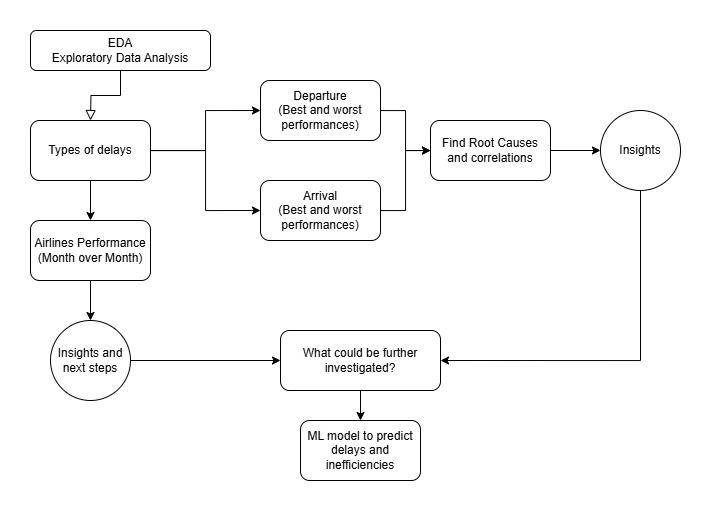 EDA
Exploratory Data Analysis
Types of delays
Departure
(Best and worst
performances)
Arrival
(Best and worst
performances)
Find Root Causes
and correlations
Insights
Airlines Performance
(Month over Month)
Insights and
next steps
What could be further
investigated?
ML model to predict
delays and
inefficiencies